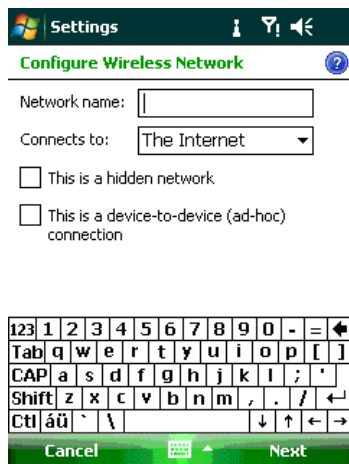 Settings
Configure Wireless Network
Network name:
Connects to: The Internet
This is a hidden network
This is a device-to-device (ad-hoc)
connection
123 1 2 3 4 5 6 7 8 9 0 - =
Tab q w e r t y u i o p [ ]
CAP a s d f g h j k l ; '
Shift z x c v b n m , . /
Ctl áü ` \ ↓ ↑ ← →
Cancel Next